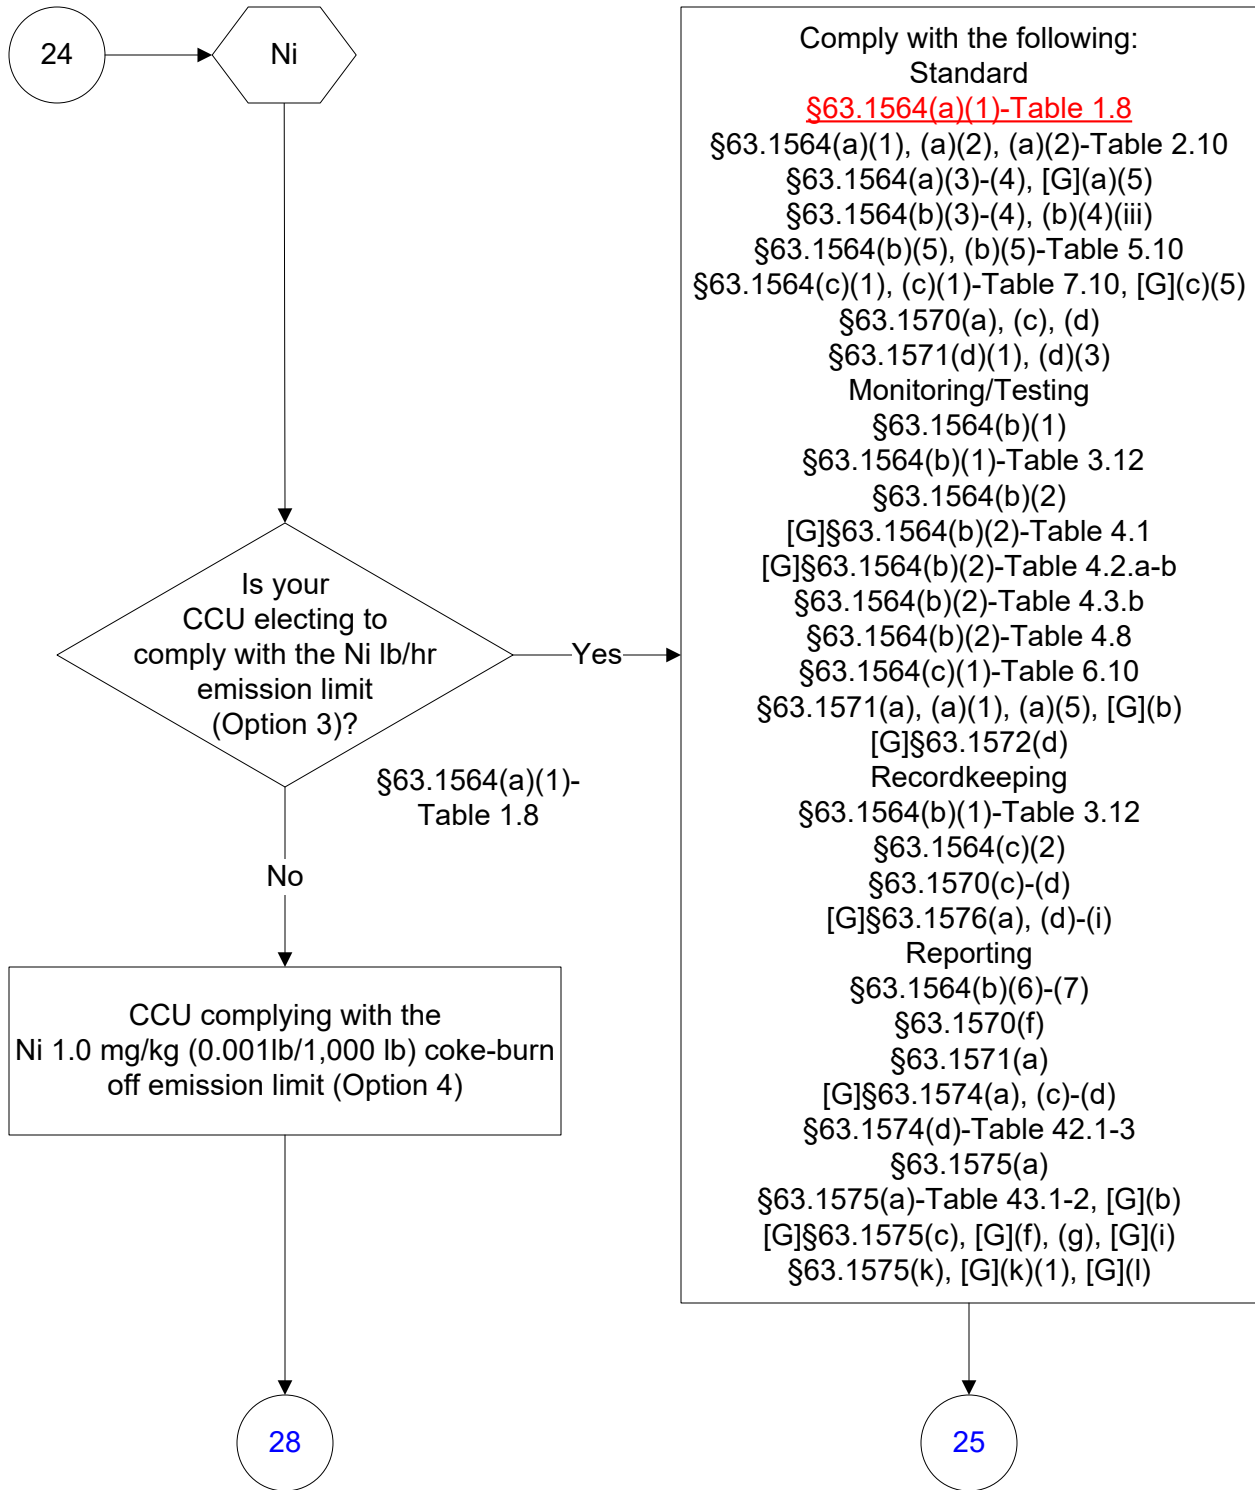 24
Ni
Is your
CCU electing to
comply with the Ni lb/hr
emission limit
(Option 3)?
§63.1564(a)(1)-
Table 1.8
Yes
No
CCU complying with the
Ni 1.0 mg/kg (0.001lb/1,000 lb) coke-burn
off emission limit (Option 4)
28
Comply with the following:
Standard
§63.1564(a)(1)-Table 1.8
§63.1564(a)(1), (a)(2), (a)(2)-Table 2.10
§63.1564(a)(3)-(4), [G](a)(5)
§63.1564(b)(3)-(4), (b)(4)(iii)
§63.1564(b)(5), (b)(5)-Table 5.10
§63.1564(c)(1), (c)(1)-Table 7.10, [G](c)(5)
§63.1570(a), (c), (d)
§63.1571(d)(1), (d)(3)
Monitoring/Testing
§63.1564(b)(1)
§63.1564(b)(1)-Table 3.12
§63.1564(b)(2)
[G]§63.1564(b)(2)-Table 4.1
[G]§63.1564(b)(2)-Table 4.2.a-b
§63.1564(b)(2)-Table 4.3.b
§63.1564(b)(2)-Table 4.8
§63.1564(c)(1)-Table 6.10
§63.1571(a), (a)(1), (a)(5), [G](b)
[G]§63.1572(d)
Recordkeeping
§63.1564(b)(1)-Table 3.12
§63.1564(c)(2)
§63.1570(c)-(d)
[G]§63.1576(a), (d)-(i)
Reporting
§63.1564(b)(6)-(7)
§63.1570(f)
§63.1571(a)
[G]§63.1574(a), (c)-(d)
§63.1574(d)-Table 42.1-3
§63.1575(a)
§63.1575(a)-Table 43.1-2, [G](b)
[G]§63.1575(c), [G](f), (g), [G](i)
§63.1575(k), [G](k)(1), [G](l)
25